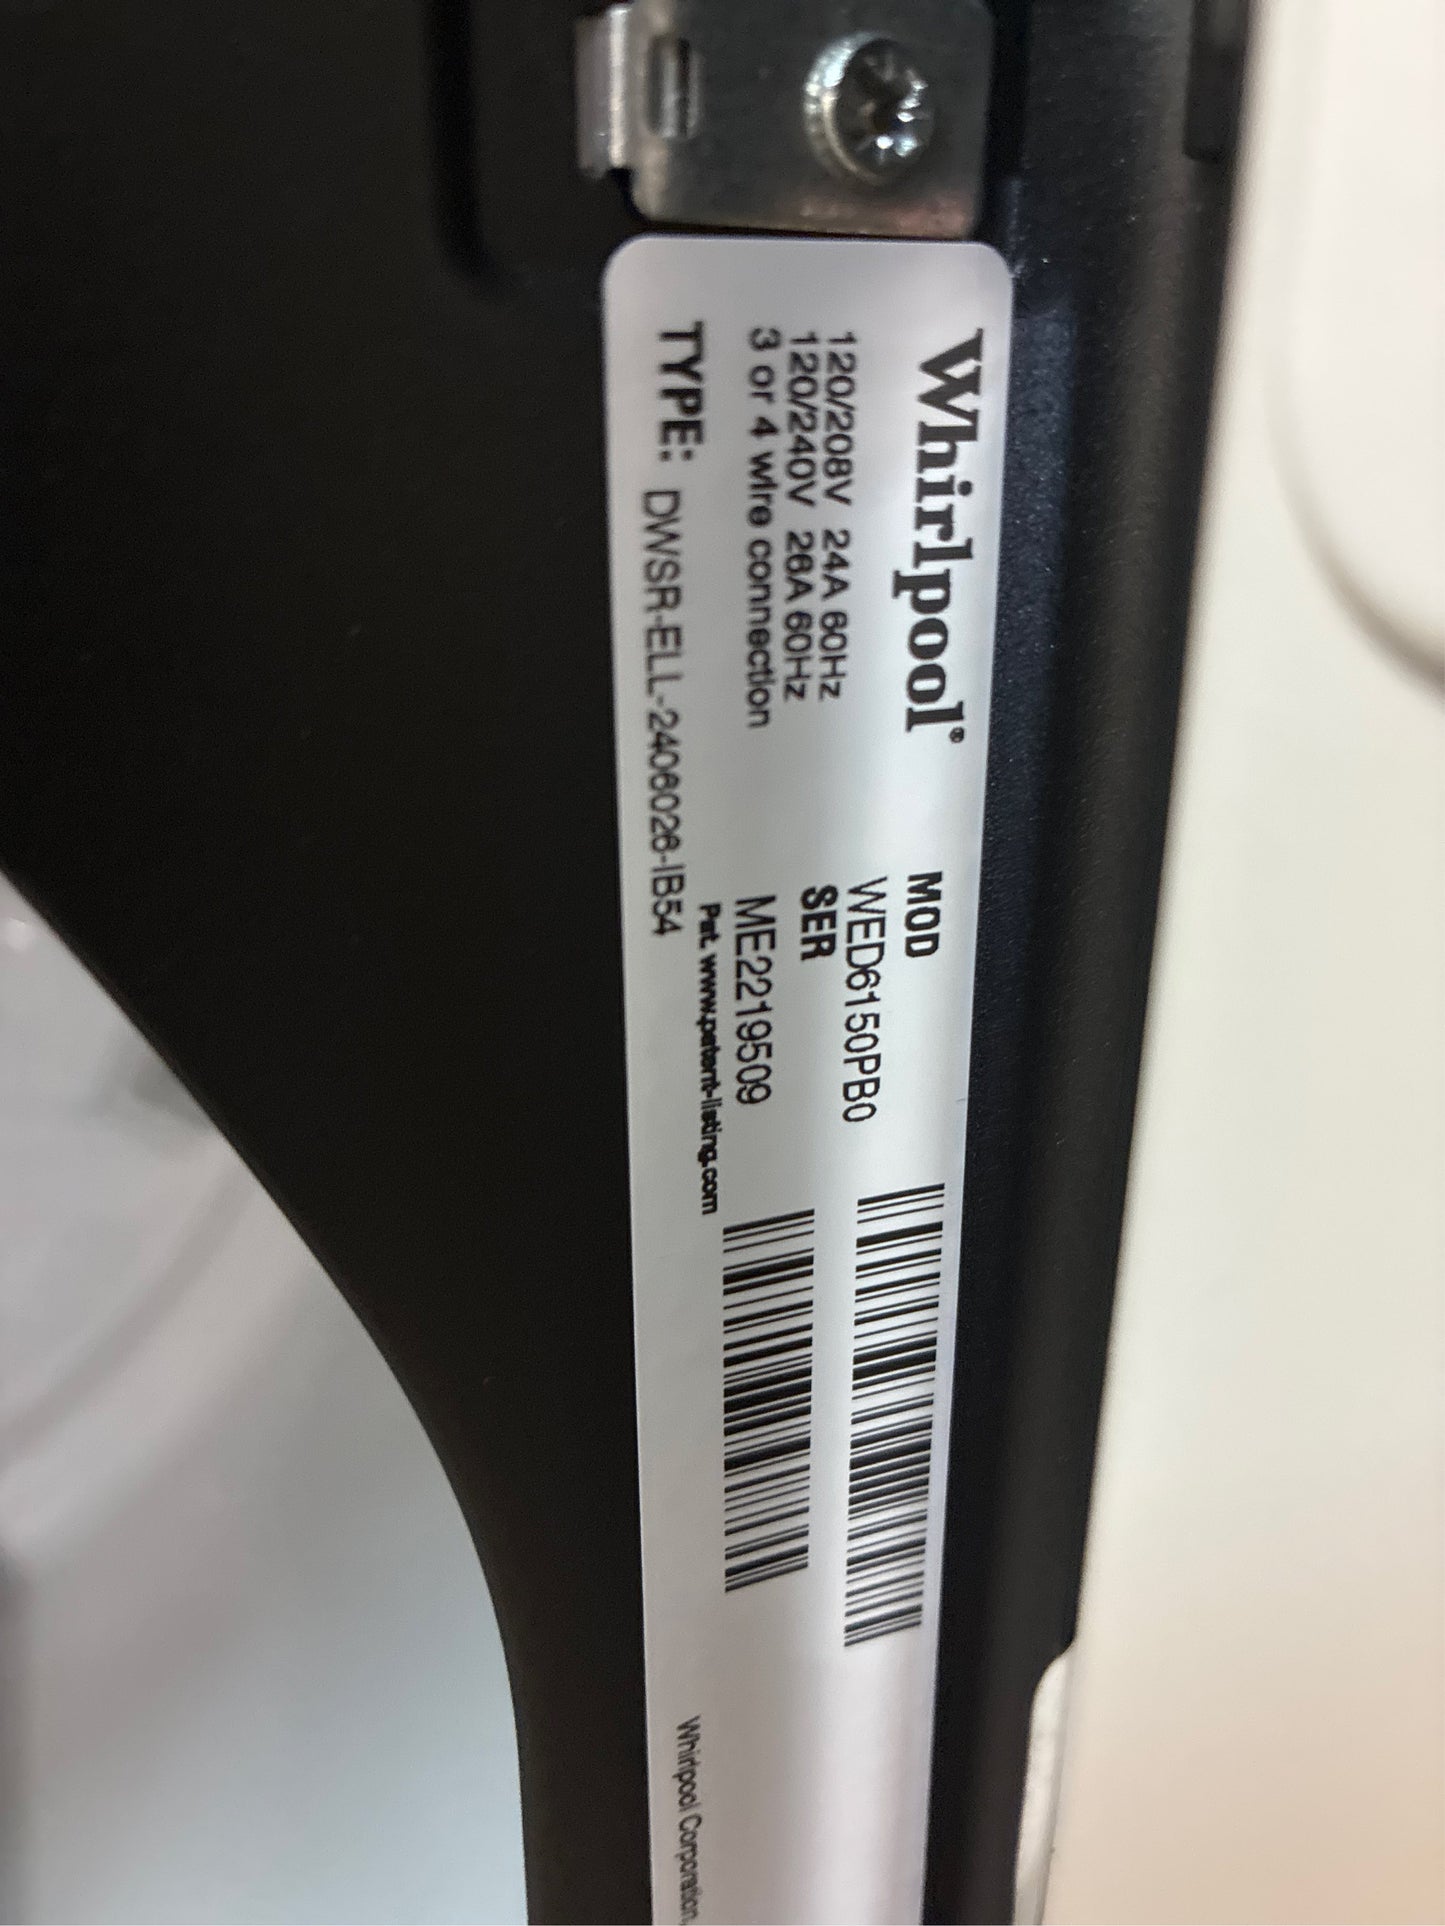 Whirlpool®
120/208V 24A 60Hz
120/240V 26A 60Hz
3 or 4 wire connection
TYPE: DWSR-ELL-2406026-IB54
MOD
WED6150PB0
SER
ME2219509
Pat. www.patent-listing.com
Whirlpool Corporation,